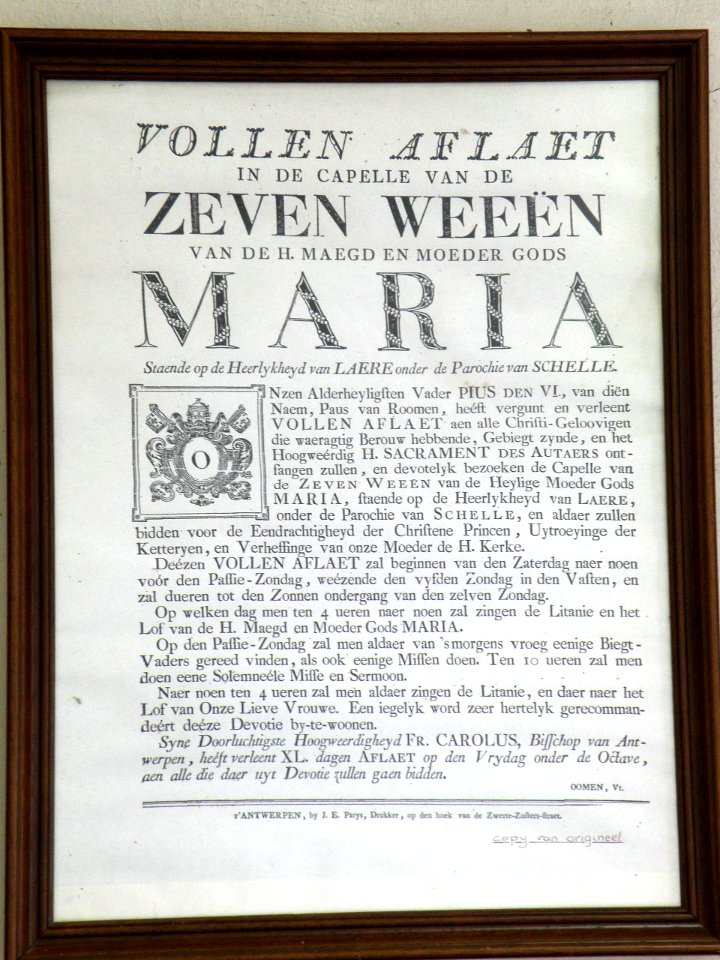 VOLLEN AFLAET
IN DE CAPELLE VAN DE
ZEVEN WEEËN
VAN DE H. MAEGD EN MOEDER GODS
MARIA
Staende op de Heerlykheyd van LAERE onder de Parochie van SCHELLE.
ONzen Alderheyligſten Vader PIUS DEN VI., van diën
Naem, Paus van Roomen, heéft vergunt en verleent
VOLLEN AFLAET aen alle Chriſti-Geloovigen
die waeragtig Berouw hebbende, Gebiegt zynde, en het
Hoogweérdig H. SACRAMENT DES AUTAERS ont-
fangen zullen, en devotelyk bezoeken de Capelle van
de ZEVEN WEEËN van de Heylige Moeder Gods
MARIA, ſtaende op de Heerlykheyd van LAERE,
onder de Parochie van SCHELLE, en aldaer zullen
bidden voor de Eendrachtigheyd der Chriſtene Princen, Uytroeyinge der
Ketteryen, en Verheffinge van onze Moeder de H. Kerke.
Deézen VOLLEN AFLAET zal beginnen van den Zaterdag naer noen
voór den Paſſie-Zondag, weézende den vyfden Zondag in den Vaſten, en
zal dueren tot den Zonnen ondergang van den zelven Zondag.
Op welken dag men ten 4 ueren naer noen zal zingen de Litanie en het
Lof van de H. Maegd en Moeder Gods MARIA.
Op den Paſſie-Zondag zal men aldaer van 'smorgens vroeg eenige Biegt-
Vaders gereed vinden, als ook eenige Miſſen doen. Ten 10 ueren zal men
doen eene Solemneéle Miſſe en Sermoon.
Naer noen ten 4 ueren zal men aldaer zingen de Litanie, en daer naer het
Lof van Onze Lieve Vrouwe. Een iegelyk word zeer hertelyk gerecomman-
deért deéze Devotie by-te-woonen.
Syne Doorluchtigste Hoogweerdigheyd FR. CAROLUS, Biſſchop van Ant-
werpen, heéft verleent XL. dagen AFLAET op den Vrydag onder de Octave,
aen alle die daer uyt Devotie zullen gaen bidden.
OOMEN, Vt.
T'ANTWERPEN, by J. E. Parys, Drukker, op den hoek van de Zwerte-Zuſters-ſtraet.
copy van origineel